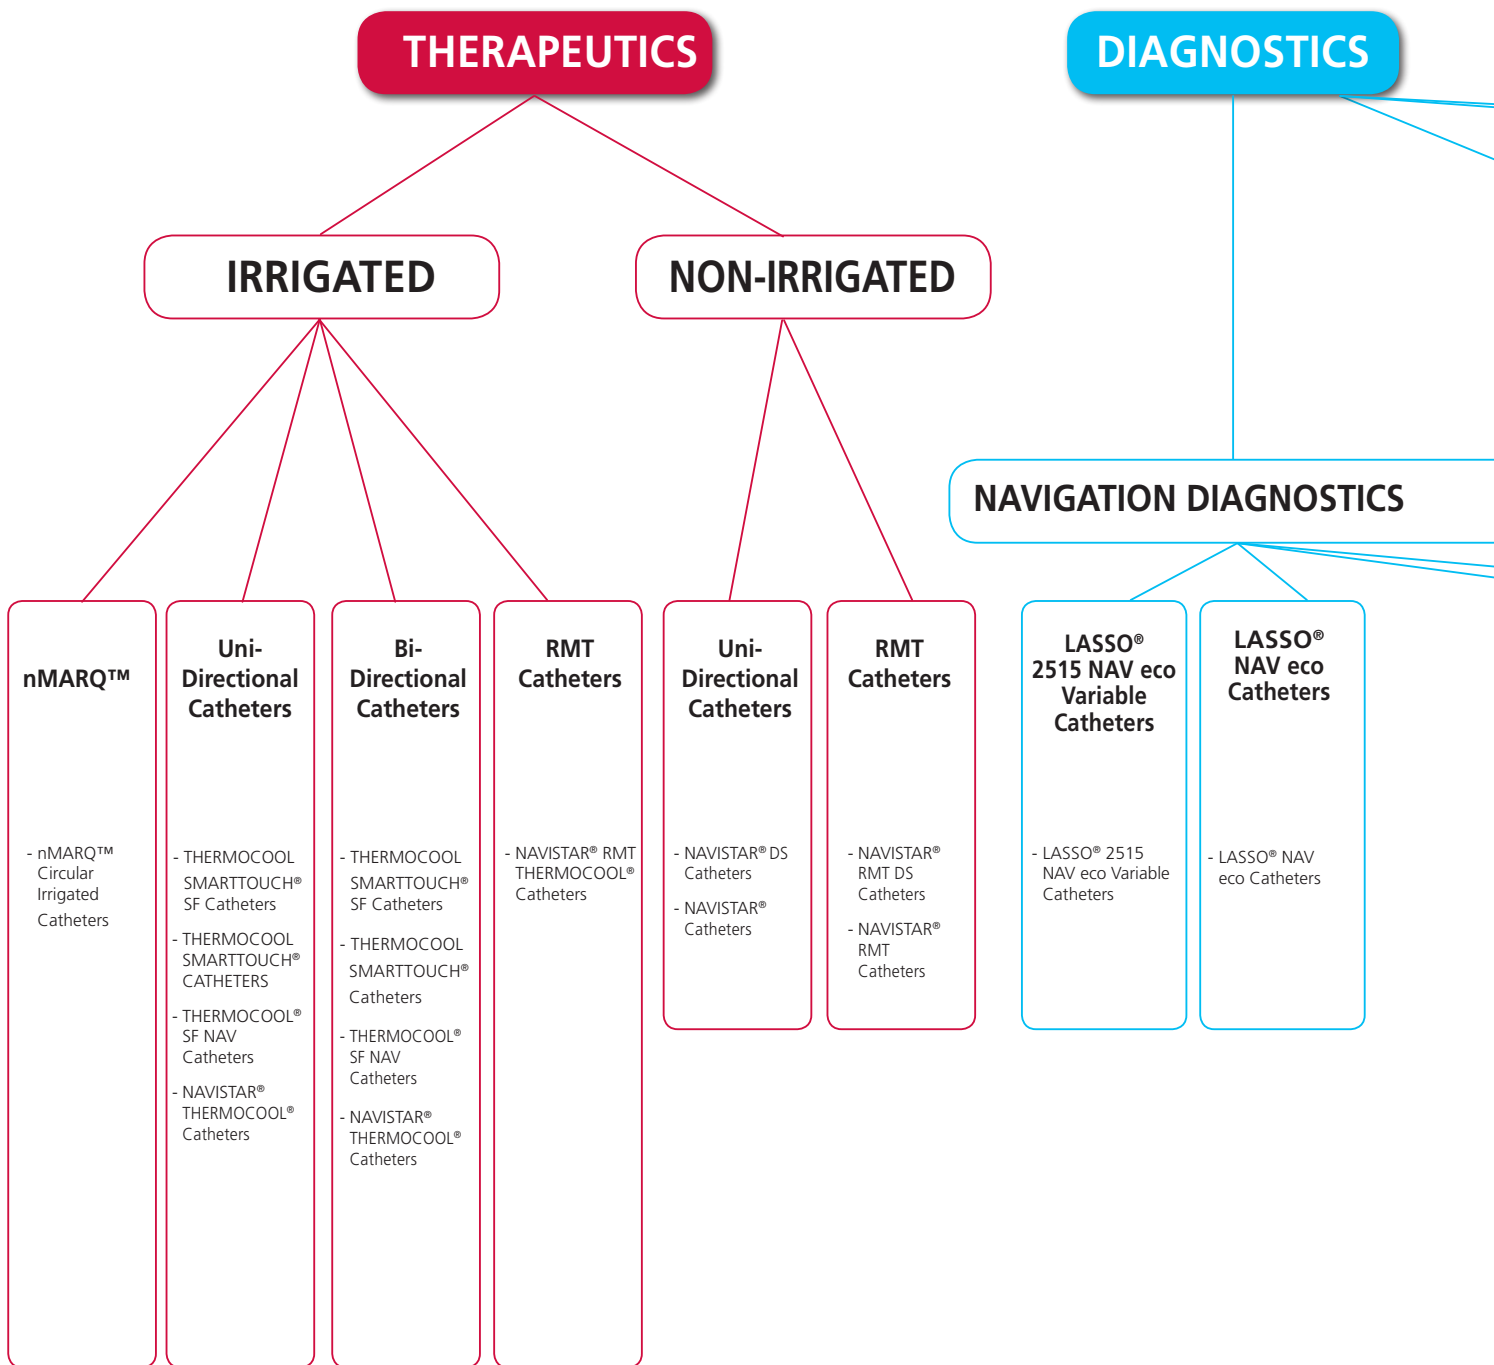 THERAPEUTICS
DIAGNOSTICS
IRRIGATED
NON-IRRIGATED
NAVIGATION DIAGNOSTICS
nMARQ™
- nMARQ™
Circular
Irrigated
Catheters
Uni-
Directional
Catheters
- THERMOCOOL
SMARTTOUCH®
SF Catheters
- THERMOCOOL
SMARTTOUCH®
CATHETERS
- THERMOCOOL®
SF NAV
Catheters
- NAVISTAR®
THERMOCOOL®
Catheters
Bi-
Directional
Catheters
- THERMOCOOL
SMARTTOUCH®
SF Catheters
- THERMOCOOL
SMARTTOUCH®
Catheters
- THERMOCOOL®
SF NAV
Catheters
- NAVISTAR®
THERMOCOOL®
Catheters
RMT
Catheters
- NAVISTAR® RMT
THERMOCOOL®
Catheters
Uni-
Directional
Catheters
- NAVISTAR® DS
Catheters
- NAVISTAR®
Catheters
RMT
Catheters
- NAVISTAR®
RMT DS
Catheters
- NAVISTAR®
RMT
Catheters
LASSO®
2515 NAV eco
Variable
Catheters
- LASSO® 2515
NAV eco Variable
Catheters
LASSO®
NAV eco
Catheters
- LASSO® NAV
eco Catheters